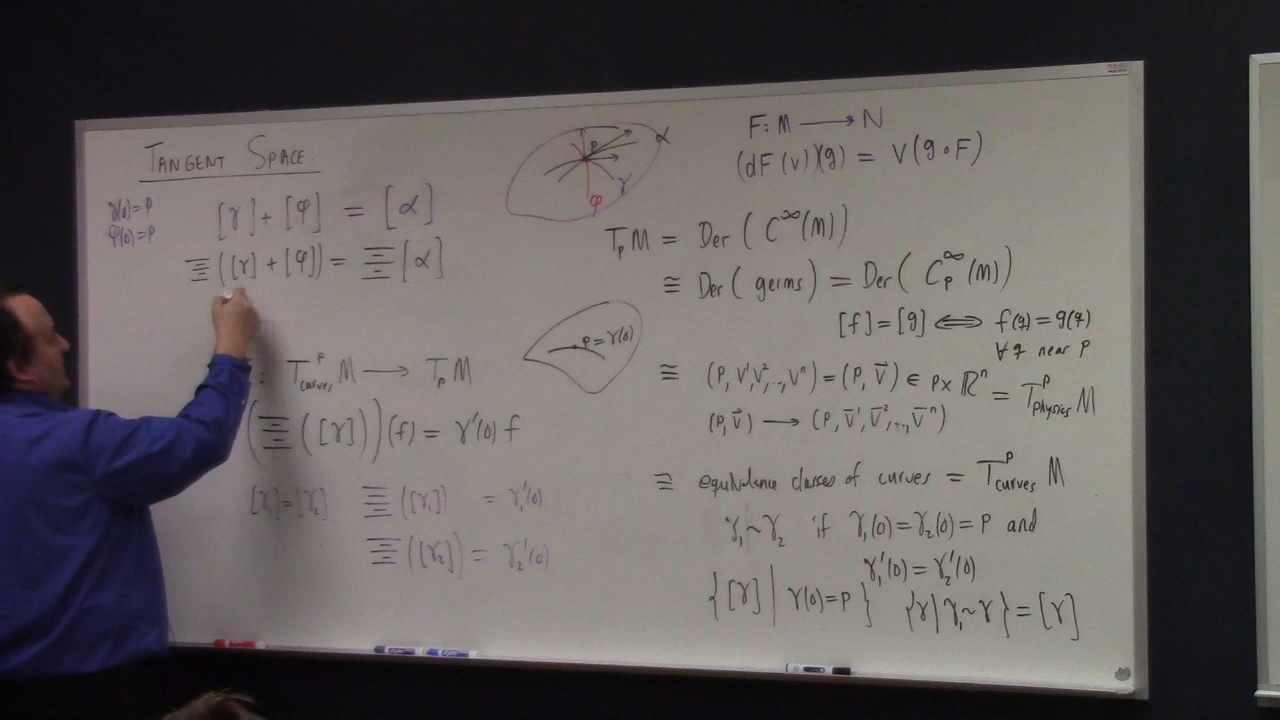 TANGENT SPACE
γ(0)=P
φ(0)=P
[γ] + [φ] = [α]
Ξ([γ] + [φ]) = Ξ[α]
: T^P_curves M → T_P M
(Ξ([γ]))(f) = γ'(0) f
[γ₁]=[γ₂] Ξ([γ₁]) = γ₁'(0)
Ξ([γ₂]) = γ₂'(0)
P
α
γ
φ
P=γ(0)
F: M → N
(dF(v))(g) = V(g∘F)
T_P M = Der(C^∞(M))
≅ Der(germs) = Der(C_P^∞(M))
[f]=[g] ⟺ f(q)=g(q)
∀q near P
≅ (P, V¹, V², .., Vⁿ) = (P, V⃗) ∈ P×ℝⁿ = T^P_physics M
(P, V⃗) → (P, V̄¹, V̄², .., V̄ⁿ)
≅ equivalence classes of curves = T^P_curves M
γ₁~γ₂ if γ₁(0)=γ₂(0)=P and
γ₁'(0)=γ₂'(0)
{[γ] | γ(0)=P} {γ | γ₁~γ} = [γ]